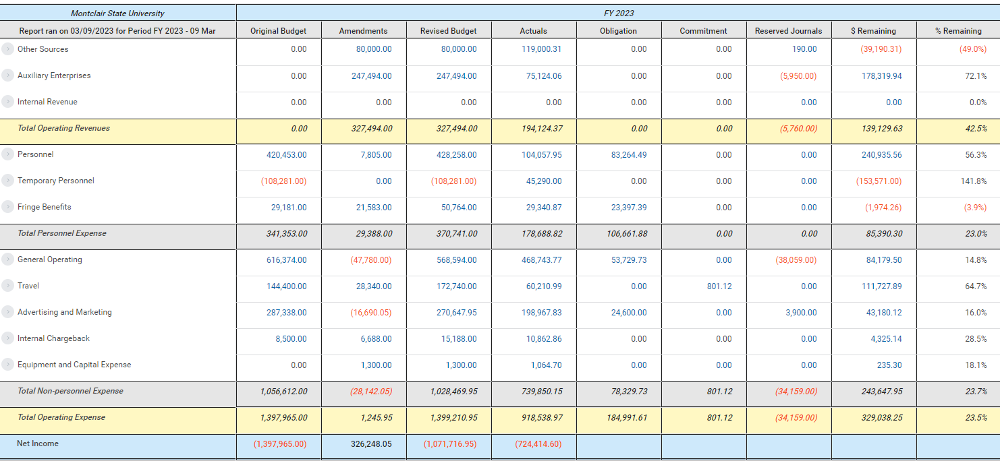 Montclair State University FY 2023
Report ran on 03/09/2023 for Period FY 2023 - 09 Mar Original Budget Amendments Revised Budget Actuals Obligation Commitment Reserved Journals $ Remaining % Remaining
Other Sources 0.00 80,000.00 80,000.00 119,000.31 0.00 0.00 190.00 (39,190.31) (49.0%)
Auxiliary Enterprises 0.00 247,494.00 247,494.00 75,124.06 0.00 0.00 (5,950.00) 178,319.94 72.1%
Internal Revenue 0.00 0.00 0.00 0.00 0.00 0.00 0.00 0.00 0.0%
Total Operating Revenues 0.00 327,494.00 327,494.00 194,124.37 0.00 0.00 (5,760.00) 139,129.63 42.5%
Personnel 420,453.00 7,805.00 428,258.00 104,057.95 83,264.49 0.00 0.00 240,935.56 56.3%
Temporary Personnel (108,281.00) 0.00 (108,281.00) 45,290.00 0.00 0.00 0.00 (153,571.00) 141.8%
Fringe Benefits 29,181.00 21,583.00 50,764.00 29,340.87 23,397.39 0.00 0.00 (1,974.26) (3.9%)
Total Personnel Expense 341,353.00 29,388.00 370,741.00 178,688.82 106,661.88 0.00 0.00 85,390.30 23.0%
General Operating 616,374.00 (47,780.00) 568,594.00 468,743.77 53,729.73 0.00 (38,059.00) 84,179.50 14.8%
Travel 144,400.00 28,340.00 172,740.00 60,210.99 0.00 801.12 0.00 111,727.89 64.7%
Advertising and Marketing 287,338.00 (16,690.05) 270,647.95 198,967.83 24,600.00 0.00 3,900.00 43,180.12 16.0%
Internal Chargeback 8,500.00 6,688.00 15,188.00 10,862.86 0.00 0.00 0.00 4,325.14 28.5%
Equipment and Capital Expense 0.00 1,300.00 1,300.00 1,064.70 0.00 0.00 0.00 235.30 18.1%
Total Non-personnel Expense 1,056,612.00 (28,142.05) 1,028,469.95 739,850.15 78,329.73 801.12 (34,159.00) 243,647.95 23.7%
Total Operating Expense 1,397,965.00 1,245.95 1,399,210.95 918,538.97 184,991.61 801.12 (34,159.00) 329,038.25 23.5%
Net Income (1,397,965.00) 326,248.05 (1,071,716.95) (724,414.60)